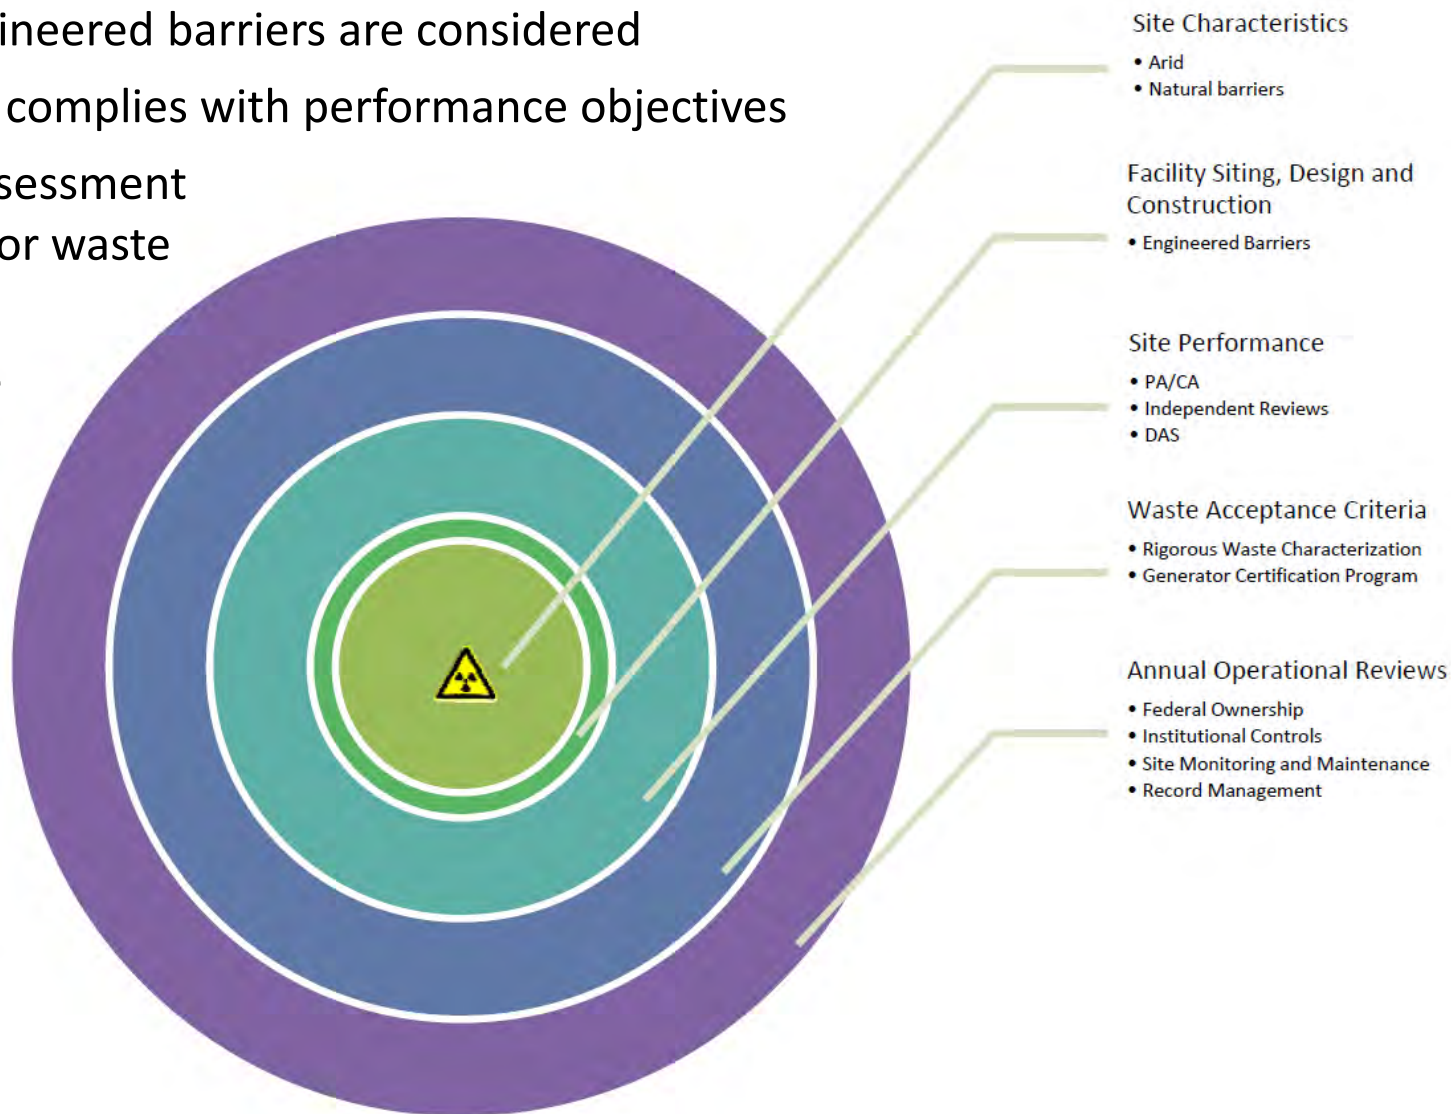 ineered barriers are considered
complies with performance objectives
sessment
or waste
Site Characteristics
• Arid
• Natural barriers
Facility Siting, Design and
Construction
• Engineered Barriers
Site Performance
• PA/CA
• Independent Reviews
• DAS
Waste Acceptance Criteria
• Rigorous Waste Characterization
• Generator Certification Program
Annual Operational Reviews
• Federal Ownership
• Institutional Controls
• Site Monitoring and Maintenance
• Record Management